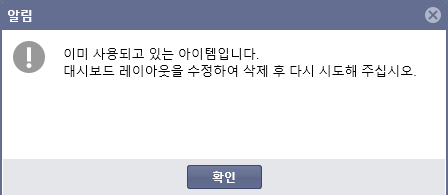 알림
이미 사용되고 있는 아이템입니다.
대시보드 레이아웃을 수정하여 삭제 후 다시 시도해 주십시오.
확인